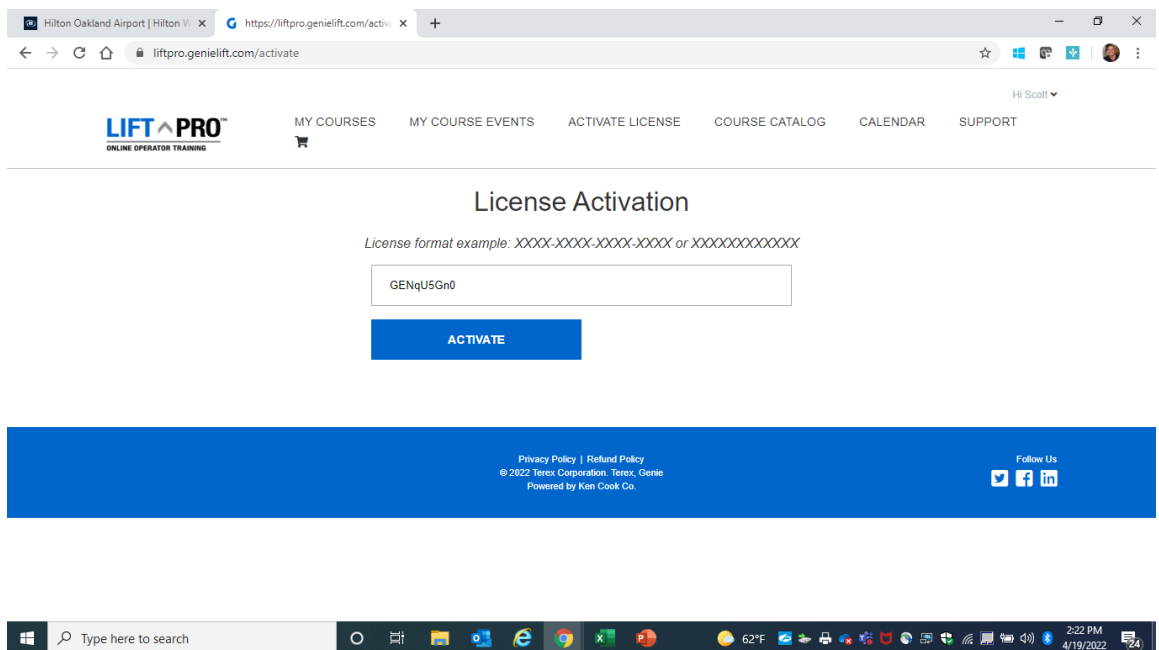 Hilton Oakland Airport | Hilton W
https://liftpro.genielift.com/activ
liftpro.genielift.com/activate
Hi Scott
LIFT PRO™
ONLINE OPERATOR TRAINING
MY COURSES
MY COURSE EVENTS
ACTIVATE LICENSE
COURSE CATALOG
CALENDAR
SUPPORT
License Activation
License format example: XXXX-XXXX-XXXX-XXXX or XXXXXXXXXXXX
GENqU5Gn0
ACTIVATE
Privacy Policy | Refund Policy
© 2022 Terex Corporation. Terex, Genie
Powered by Ken Cook Co.
Follow Us
Type here to search
62°F
2:22 PM
4/19/2022
24